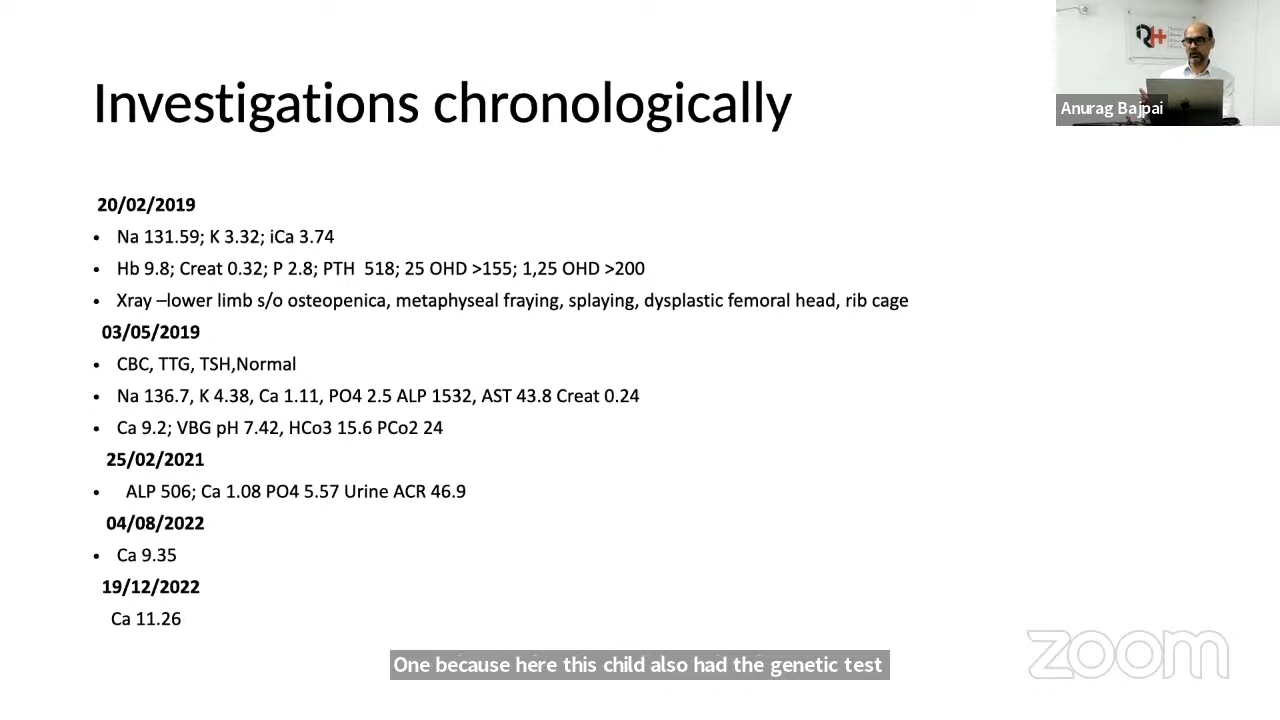 Investigations chronologically
Anurag Bajpai
20/02/2019
• Na 131.59; K 3.32; iCa 3.74
• Hb 9.8; Creat 0.32; P 2.8; PTH 518; 25 OHD >155; 1,25 OHD >200
• Xray –lower limb s/o osteopenica, metaphyseal fraying, splaying, dysplastic femoral head, rib cage
03/05/2019
• CBC, TTG, TSH,Normal
• Na 136.7, K 4.38, Ca 1.11, PO4 2.5 ALP 1532, AST 43.8 Creat 0.24
• Ca 9.2; VBG pH 7.42, HCo3 15.6 PCo2 24
25/02/2021
• ALP 506; Ca 1.08 PO4 5.57 Urine ACR 46.9
04/08/2022
• Ca 9.35
19/12/2022
Ca 11.26
One because here this child also had the genetic test
zoom